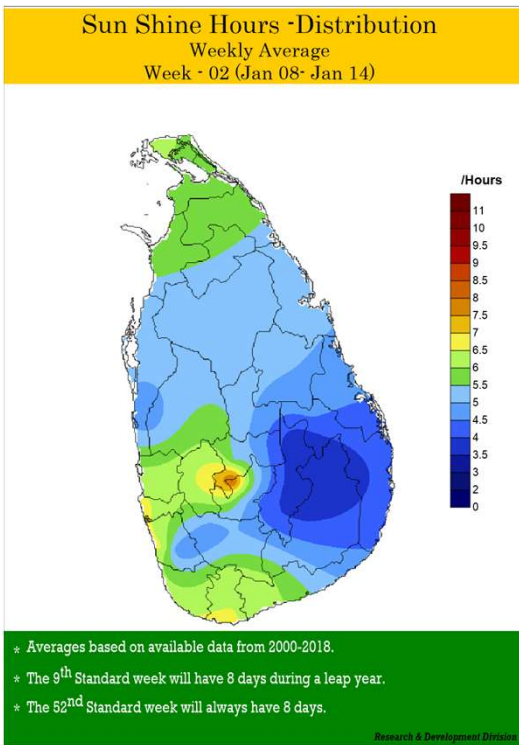 Sun Shine Hours -Distribution
Weekly Average
Week - 02 (Jan 08- Jan 14)
/Hours
11
10
9.5
9
8.5
8
7.5
7
6.5
6
5.5
5
4.5
4
3.5
3
2
0
* Averages based on available data from 2000-2018.
* The 9th Standard week will have 8 days during a leap year.
* The 52nd Standard week will always have 8 days.
Research & Development Division